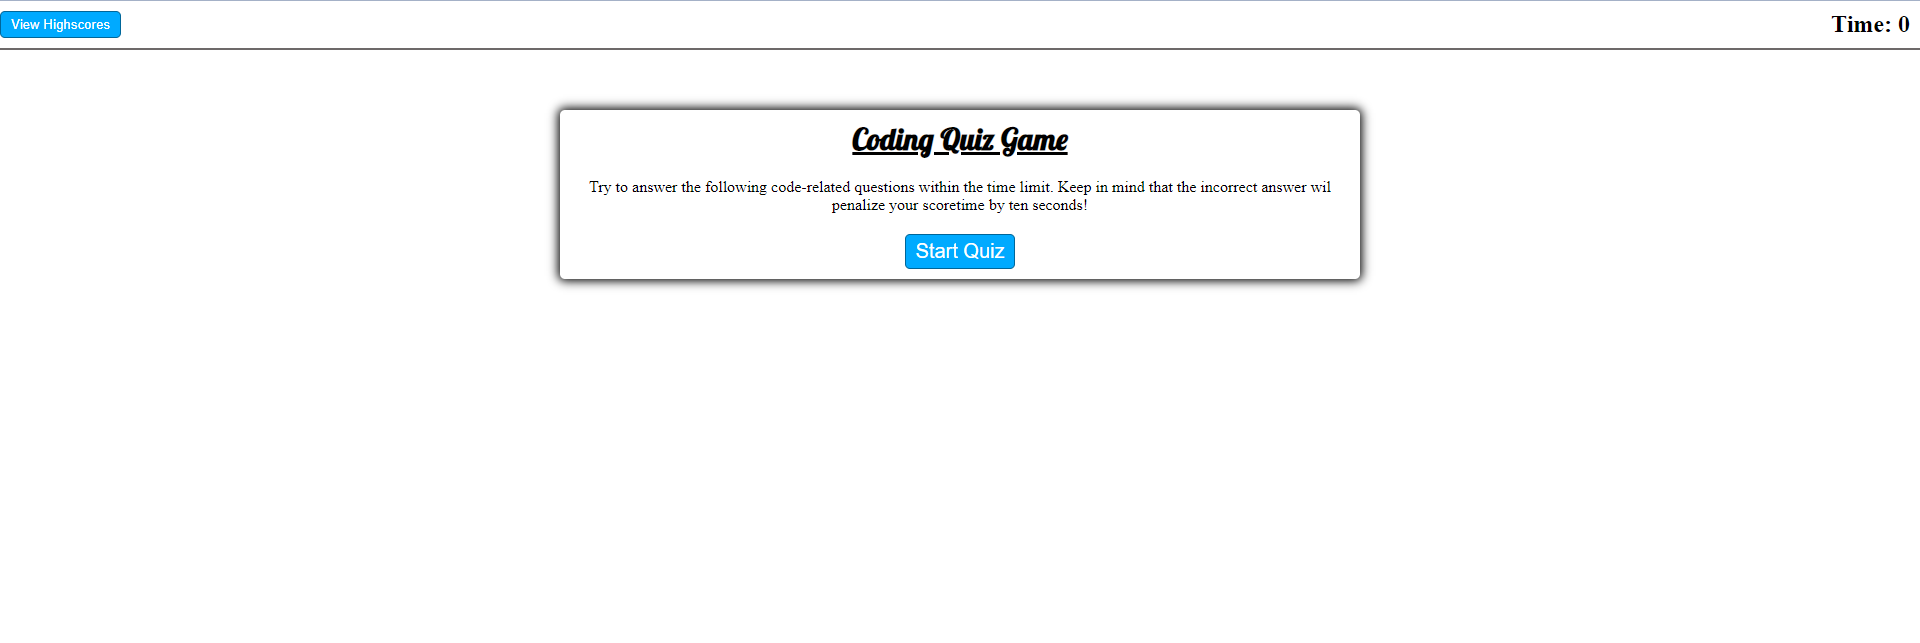 View Highscores
Time: 0
Coding Quiz Game
Try to answer the following code-related questions within the time limit. Keep in mind that the incorrect answer wil
penalize your scoretime by ten seconds!
Start Quiz